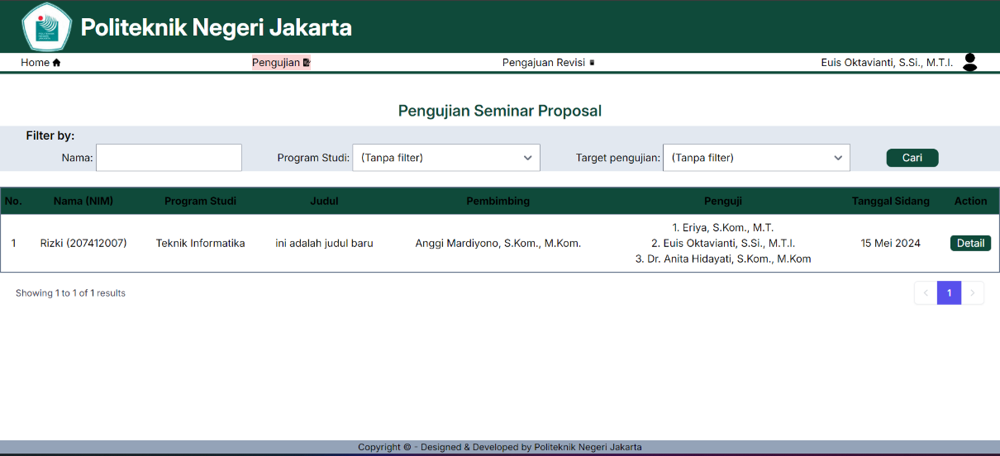 Politeknik Negeri Jakarta
Home Pengujian Pengajuan Revisi Euis Oktavianti, S.Si., M.T.I.
Pengujian Seminar Proposal
Filter by:
Nama: Program Studi: (Tanpa filter) Target pengujian: (Tanpa filter) Cari
No. Nama (NIM) Program Studi Judul Pembimbing Penguji Tanggal Sidang Action
1. Eriya, S.Kom., M.T.
1 Rizki (207412007) Teknik Informatika ini adalah judul baru Anggi Mardiyono, S.Kom., M.Kom. 2. Euis Oktavianti, S.Si., M.T.I. 15 Mei 2024 Detail
3. Dr. Anita Hidayati, S.Kom., M.Kom
Showing 1 to 1 of 1 results < 1 >
Copyright © - Designed & Developed by Politeknik Negeri Jakarta